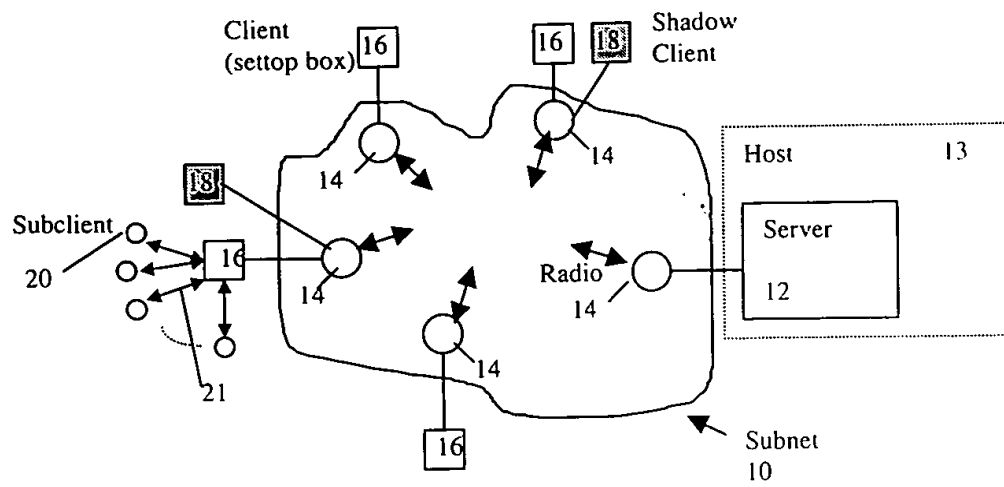 Client
(settop box)
16
16
18
Shadow
Client
14
14
Host
13
18
Subclient
20
16
14
Server
12
Radio
14
14
21
16
Subnet
10